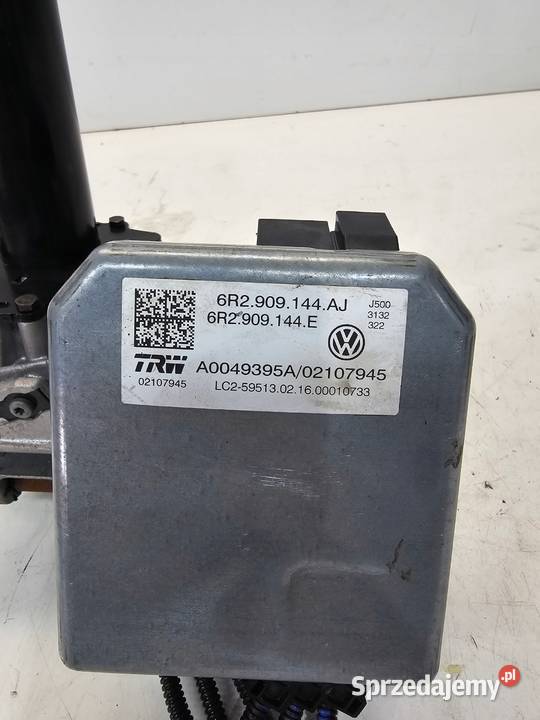 6R2.909.144.AJ
6R2.909.144.E
J500
3132
322
TRW
02107945
A0049395A/02107945
LC2-59513.02.16.00010733
Sprzedajemy.pl